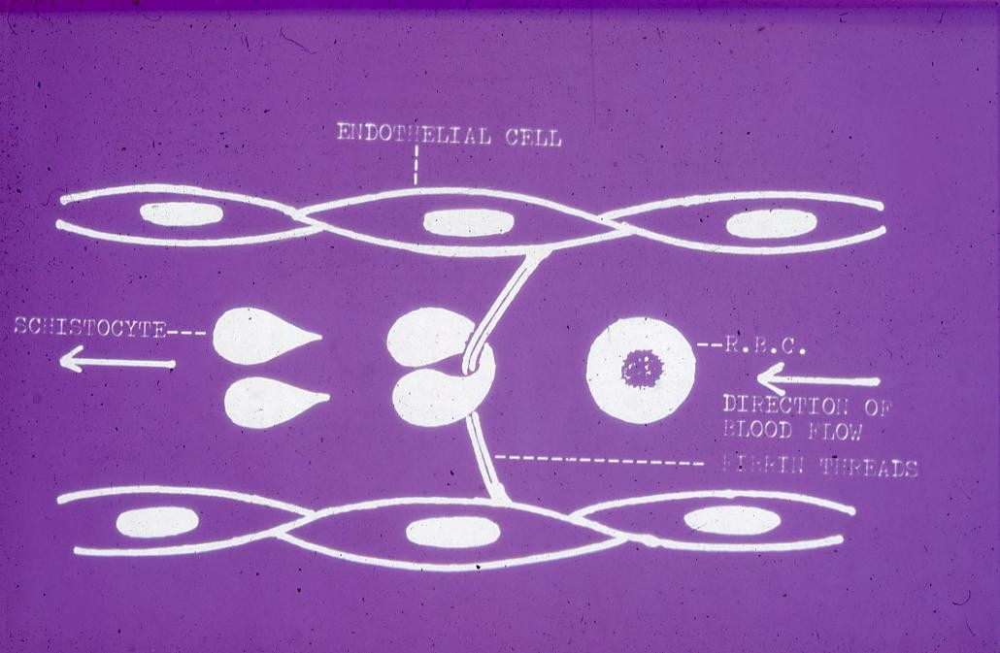 ENDOTHELIAL CELL
SCHISTOCYTE
R.B.C.
DIRECTION OF
BLOOD FLOW
FIBRIN THREADS